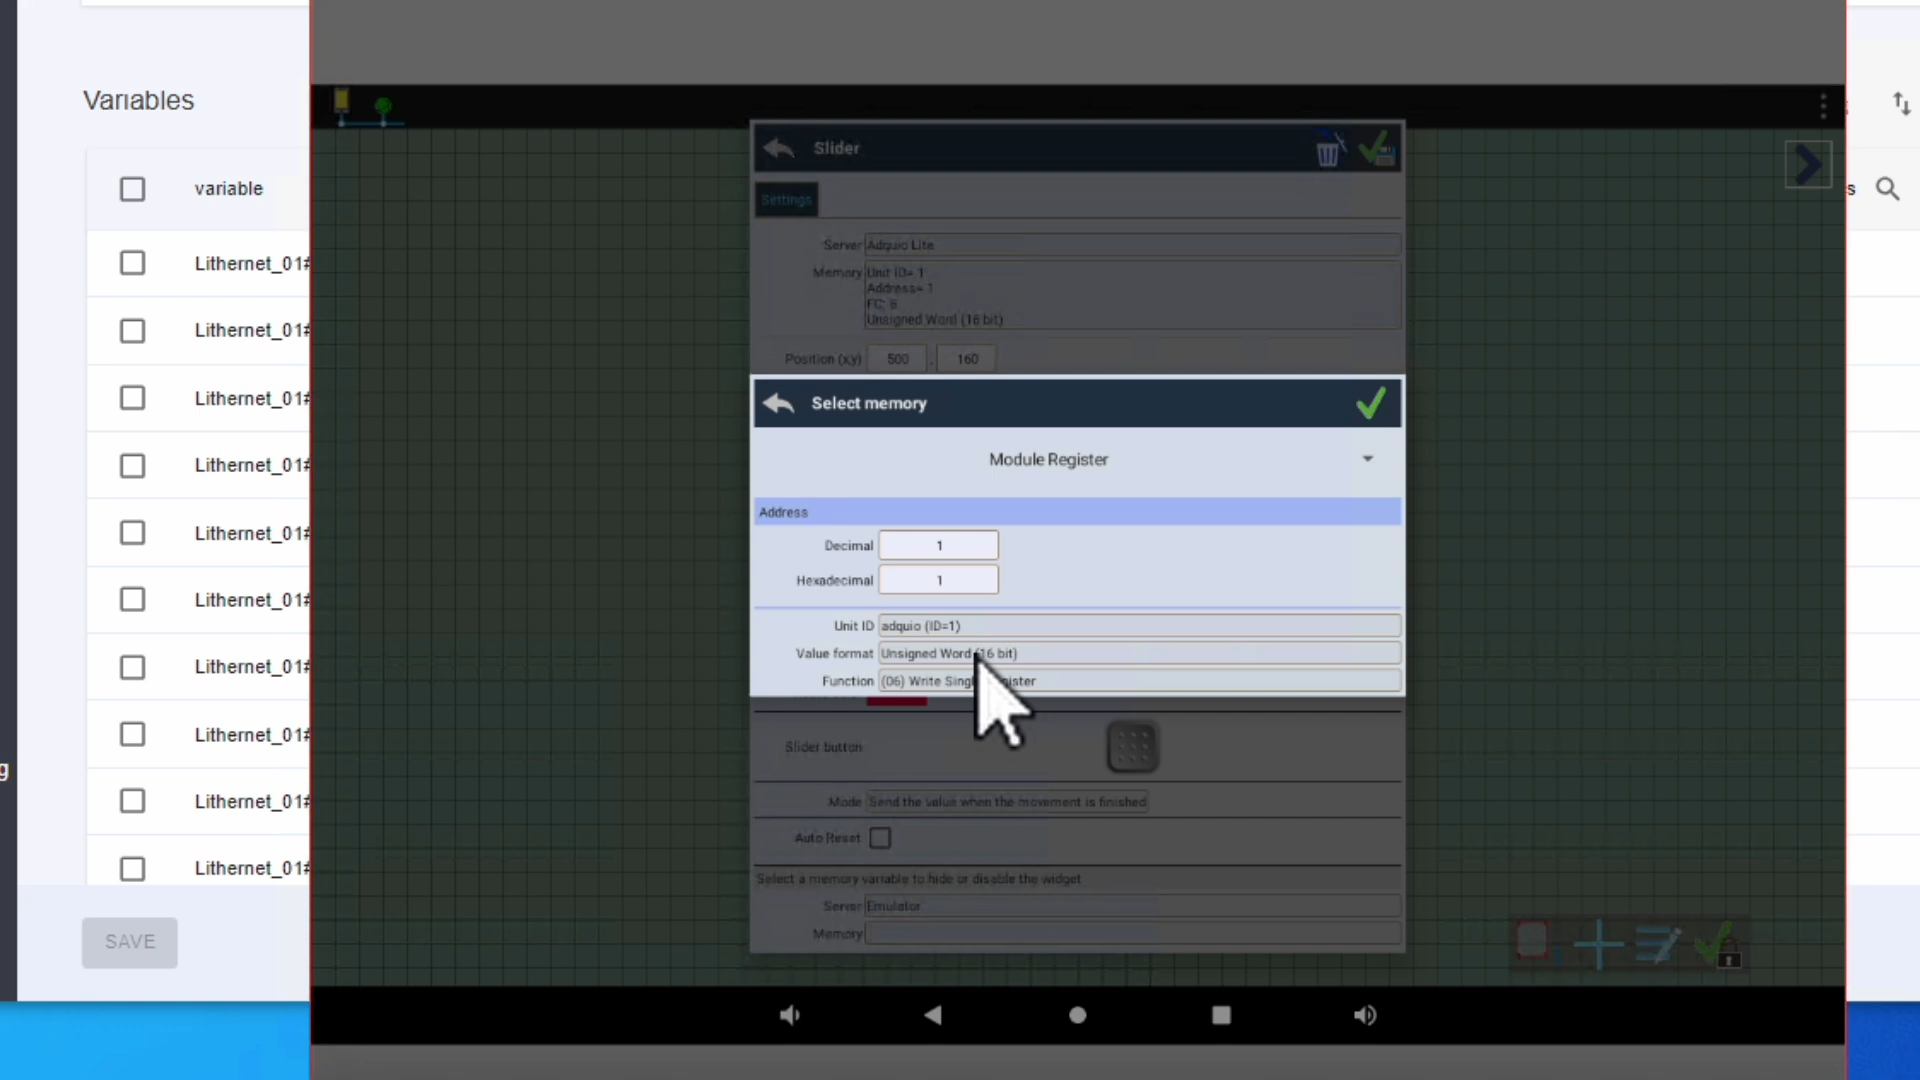 Variables
variable
Lithernet_01#
Lithernet_01#
Lithernet_01#
Lithernet_01#
Lithernet_01#
Lithernet_01#
Lithernet_01#
Lithernet_01#
Lithernet_01#
Lithernet_01#
SAVE
g
s
Slider
Settings
Server Adquio Lite
Memory Unit ID= 1
Address= 1
FC: 6
Unsigned Word (16 bit)
Position (x,y) 500 160
Select memory
Module Register
Address
Decimal 1
Hexadecimal 1
Unit ID adquio (ID=1)
Value format Unsigned Word (16 bit)
Function (06) Write
Slider button
Mode Send the value when the movement is finished
Auto Reset
Select a memory variable to hide or disable the widget
Server Emulator
Memory